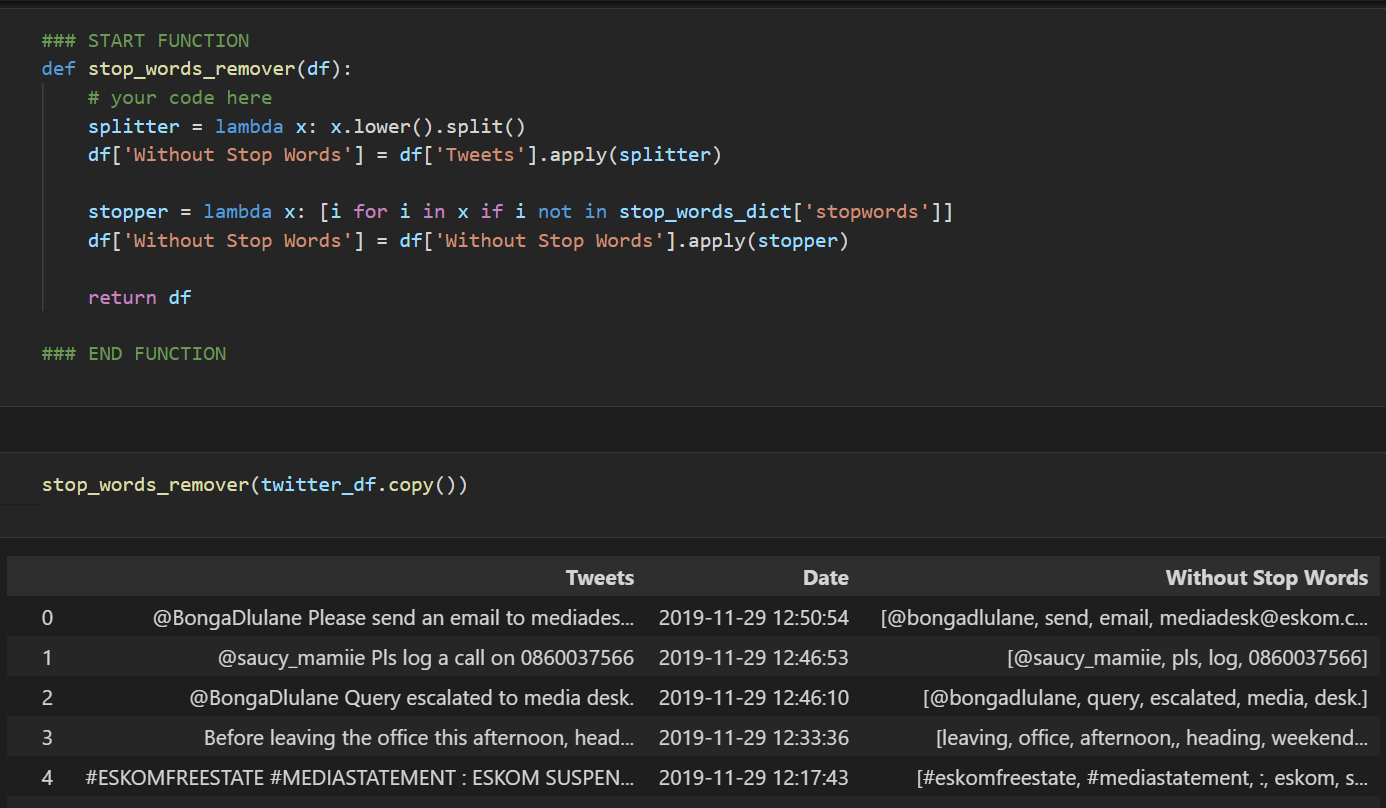 ### START FUNCTION
def stop_words_remover(df):
    # your code here
    splitter = lambda x: x.lower().split()
    df['Without Stop Words'] = df['Tweets'].apply(splitter)

    stopper = lambda x: [i for i in x if i not in stop_words_dict['stopwords']]
    df['Without Stop Words'] = df['Without Stop Words'].apply(stopper)

    return df

### END FUNCTION

stop_words_remover(twitter_df.copy())

Tweets Date Without Stop Words
0 @BongaDlulane Please send an email to mediades... 2019-11-29 12:50:54 [@bongadlulane, send, email, mediadesk@eskom.c...
1 @saucy_mamiie Pls log a call on 0860037566 2019-11-29 12:46:53 [@saucy_mamiie, pls, log, 0860037566]
2 @BongaDlulane Query escalated to media desk. 2019-11-29 12:46:10 [@bongadlulane, query, escalated, media, desk.]
3 Before leaving the office this afternoon, head... 2019-11-29 12:33:36 [leaving, office, afternoon,, heading, weekend...
4 #ESKOMFREESTATE #MEDIASTATEMENT : ESKOM SUSPEN... 2019-11-29 12:17:43 [#eskomfreestate, #mediastatement, :, eskom, s...